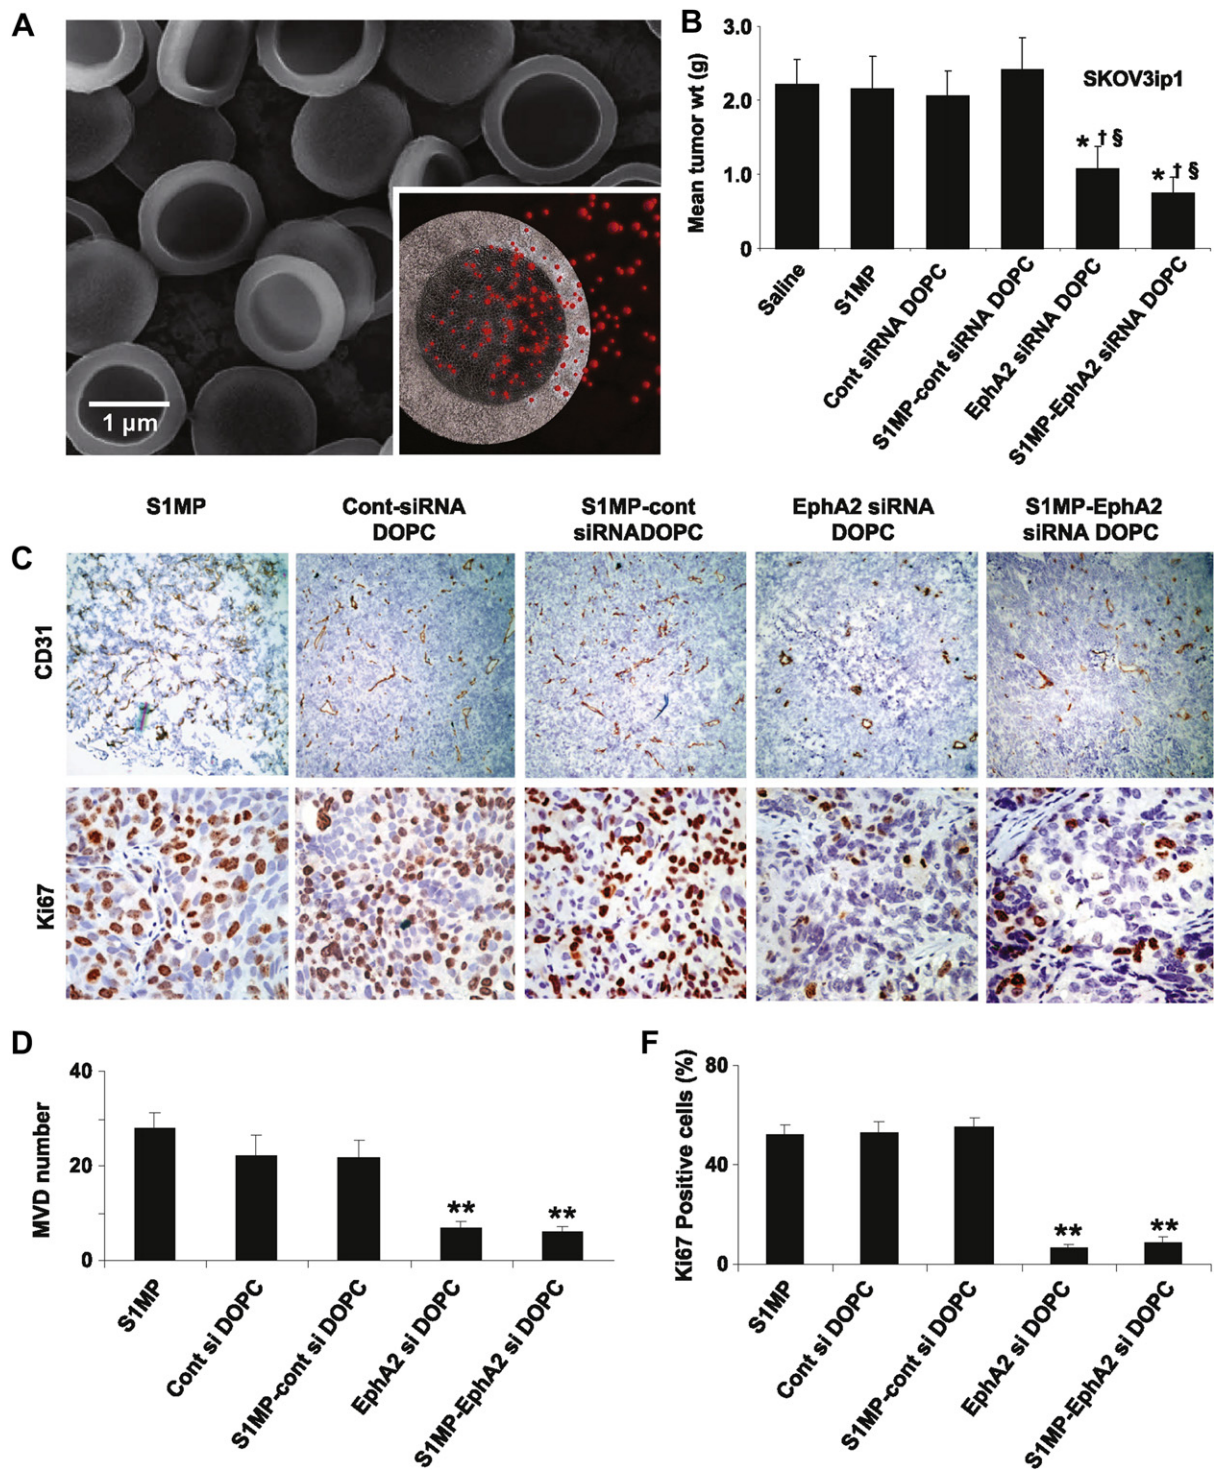 A
1 μm
B
Mean tumor wt (g)
3.0
2.0
1.0
0
SKOV3ip1
* † §
* † §
Saline
S1MP
Cont siRNA DOPC
S1MP-cont siRNA DOPC
EphA2 siRNA DOPC
S1MP-EphA2 siRNA DOPC
C
S1MP
Cont-siRNA
DOPC
S1MP-cont
siRNADOPC
EphA2 siRNA
DOPC
S1MP-EphA2
siRNA DOPC
CD31
Ki67
D
MVD number
40
20
0
**
**
S1MP
Cont si DOPC
S1MP-cont si DOPC
EphA2 si DOPC
S1MP-EphA2 si DOPC
F
Ki67 Positive cells (%)
80
40
0
**
**
S1MP
Cont si DOPC
S1MP-cont si DOPC
EphA2 si DOPC
S1MP-EphA2 si DOPC